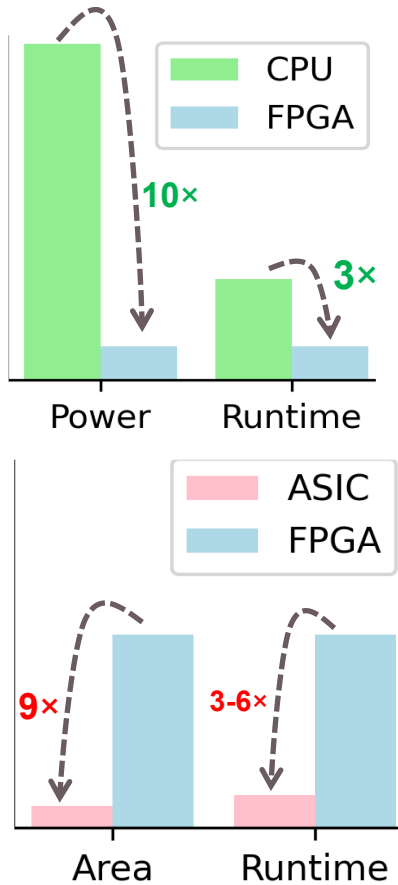 CPU
FPGA
10×
3×
Power Runtime
ASIC
FPGA
9×
3-6×
Area Runtime